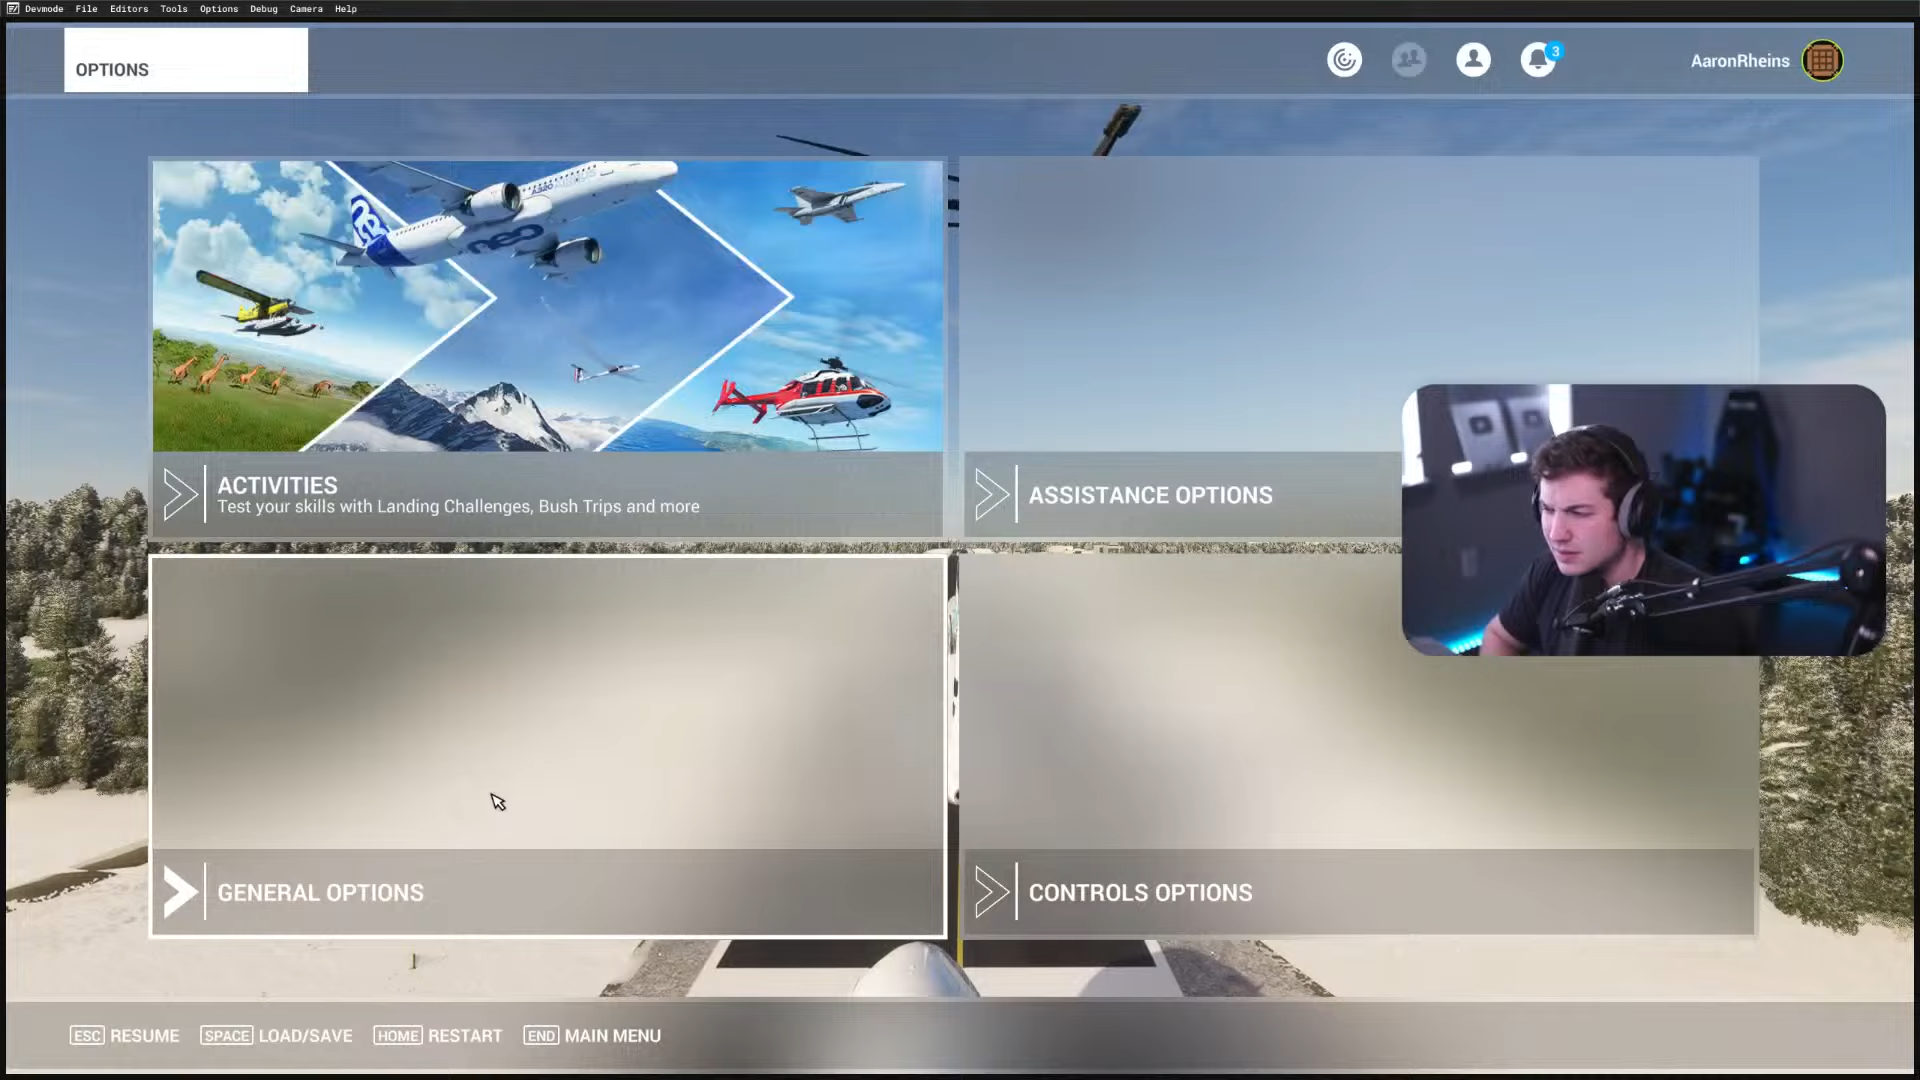 Devmode File Editors Tools Options Debug Camera Help
OPTIONS
3
AaronRheins
A320
neo
ACTIVITIES
Test your skills with Landing Challenges, Bush Trips and more
ASSISTANCE OPTIONS
GENERAL OPTIONS
CONTROLS OPTIONS
ESC RESUME SPACE LOAD/SAVE HOME RESTART END MAIN MENU